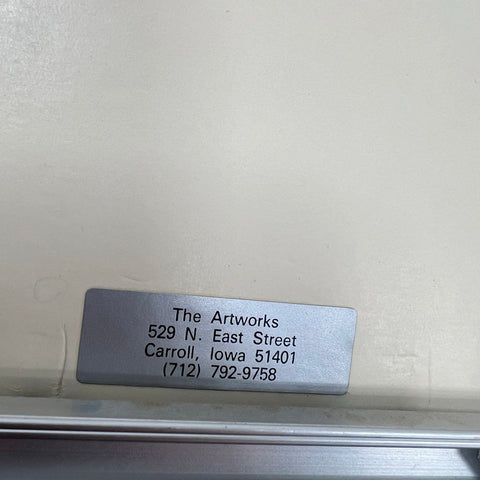 The Artworks
529 N. East Street
Carroll, Iowa 51401
(712) 792-9758